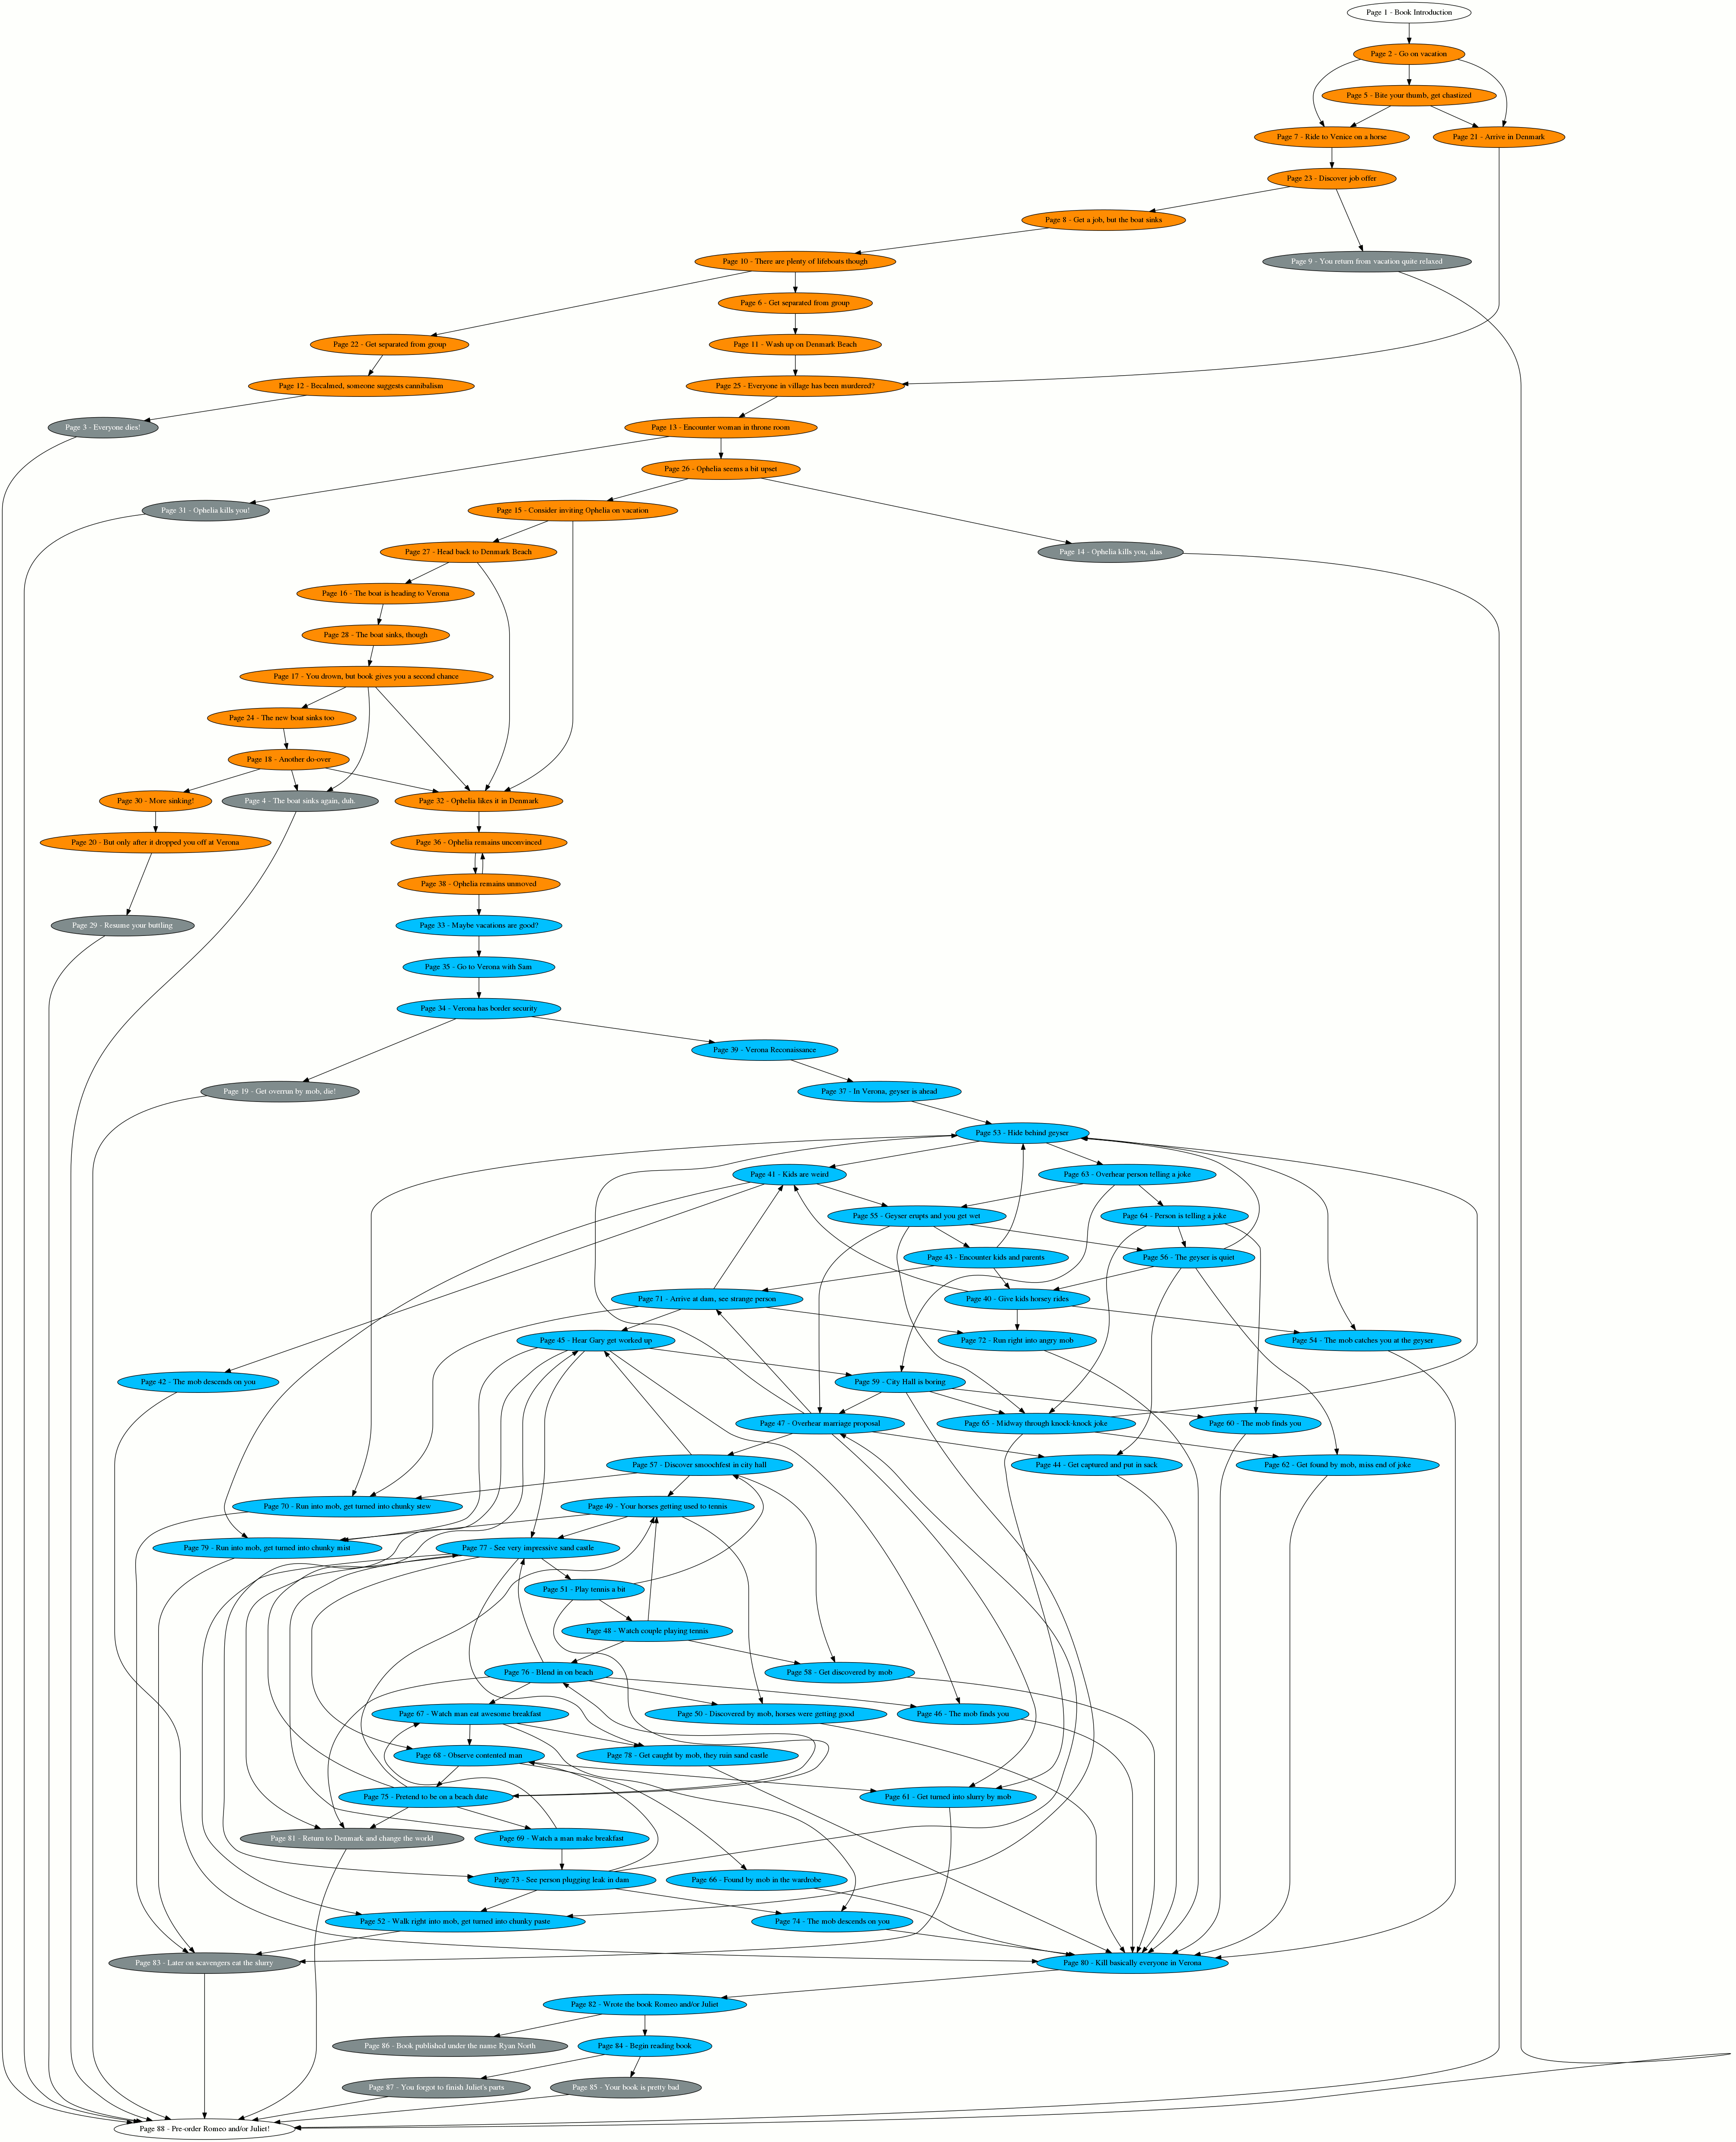 Page 1 - Book Introduction
Page 2 - Go on vacation
Page 5 - Bite your thumb, get chastized
Page 7 - Ride to Venice on a horse
Page 21 - Arrive in Denmark
Page 23 - Discover job offer
Page 8 - Get a job, but the boat sinks
Page 10 - There are plenty of lifeboats though
Page 9 - You return from vacation quite relaxed
Page 6 - Get separated from group
Page 22 - Get separated from group
Page 11 - Wash up on Denmark Beach
Page 12 - Becalmed, someone suggests cannibalism
Page 25 - Everyone in village has been murdered?
Page 3 - Everyone dies!
Page 13 - Encounter woman in throne room
Page 26 - Ophelia seems a bit upset
Page 31 - Ophelia kills you!
Page 15 - Consider inviting Ophelia on vacation
Page 27 - Head back to Denmark Beach
Page 14 - Ophelia kills you, alas
Page 16 - The boat is heading to Verona
Page 28 - The boat sinks, though
Page 17 - You drown, but book gives you a second chance
Page 24 - The new boat sinks too
Page 18 - Another do-over
Page 30 - More sinking!
Page 4 - The boat sinks again, duh.
Page 32 - Ophelia likes it in Denmark
Page 20 - But only after it dropped you off at Verona
Page 36 - Ophelia remains unconvinced
Page 38 - Ophelia remains unmoved
Page 29 - Resume your buttling
Page 33 - Maybe vacations are good?
Page 35 - Go to Verona with Sam
Page 34 - Verona has border security
Page 39 - Verona Reconaissance
Page 19 - Get overrun by mob, die!
Page 37 - In Verona, geyser is ahead
Page 53 - Hide behind geyser
Page 41 - Kids are weird
Page 63 - Overhear person telling a joke
Page 55 - Geyser erupts and you get wet
Page 64 - Person is telling a joke
Page 43 - Encounter kids and parents
Page 56 - The geyser is quiet
Page 71 - Arrive at dam, see strange person
Page 40 - Give kids horsey rides
Page 45 - Hear Gary get worked up
Page 72 - Run right into angry mob
Page 54 - The mob catches you at the geyser
Page 42 - The mob descends on you
Page 59 - City Hall is boring
Page 47 - Overhear marriage proposal
Page 65 - Midway through knock-knock joke
Page 60 - The mob finds you
Page 57 - Discover smoochfest in city hall
Page 44 - Get captured and put in sack
Page 62 - Get found by mob, miss end of joke
Page 70 - Run into mob, get turned into chunky stew
Page 49 - Your horses getting used to tennis
Page 79 - Run into mob, get turned into chunky mist
Page 77 - See very impressive sand castle
Page 51 - Play tennis a bit
Page 48 - Watch couple playing tennis
Page 76 - Blend in on beach
Page 58 - Get discovered by mob
Page 67 - Watch man eat awesome breakfast
Page 50 - Discovered by mob, horses were getting good
Page 46 - The mob finds you
Page 68 - Observe contented man
Page 78 - Get caught by mob, they ruin sand castle
Page 75 - Pretend to be on a beach date
Page 61 - Get turned into slurry by mob
Page 81 - Return to Denmark and change the world
Page 69 - Watch a man make breakfast
Page 73 - See person plugging leak in dam
Page 66 - Found by mob in the wardrobe
Page 52 - Walk right into mob, get turned into chunky paste
Page 74 - The mob descends on you
Page 83 - Later on scavengers eat the slurry
Page 80 - Kill basically everyone in Verona
Page 82 - Wrote the book Romeo and/or Juliet
Page 86 - Book published under the name Ryan North
Page 84 - Begin reading book
Page 87 - You forgot to finish Juliet's parts
Page 85 - Your book is pretty bad
Page 88 - Pre-order Romeo and/or Juliet!